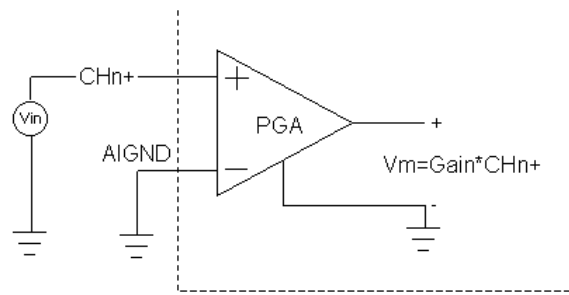 CHn+
Vin
+
PGA
+
AIGND
−
Vm=Gain*CHn+
-